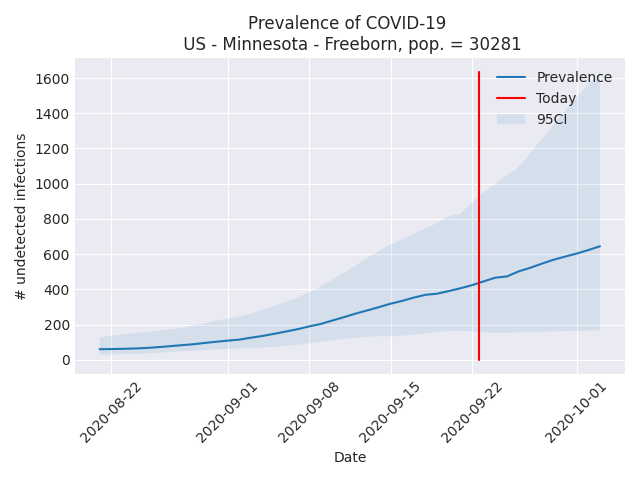 Prevalence of COVID-19
US - Minnesota - Freeborn, pop. = 30281
Prevalence
Today
95CI
# undetected infections
1600
1400
1200
1000
800
600
400
200
0
2020-08-22
2020-09-01
2020-09-08
2020-09-15
2020-09-22
2020-10-01
Date